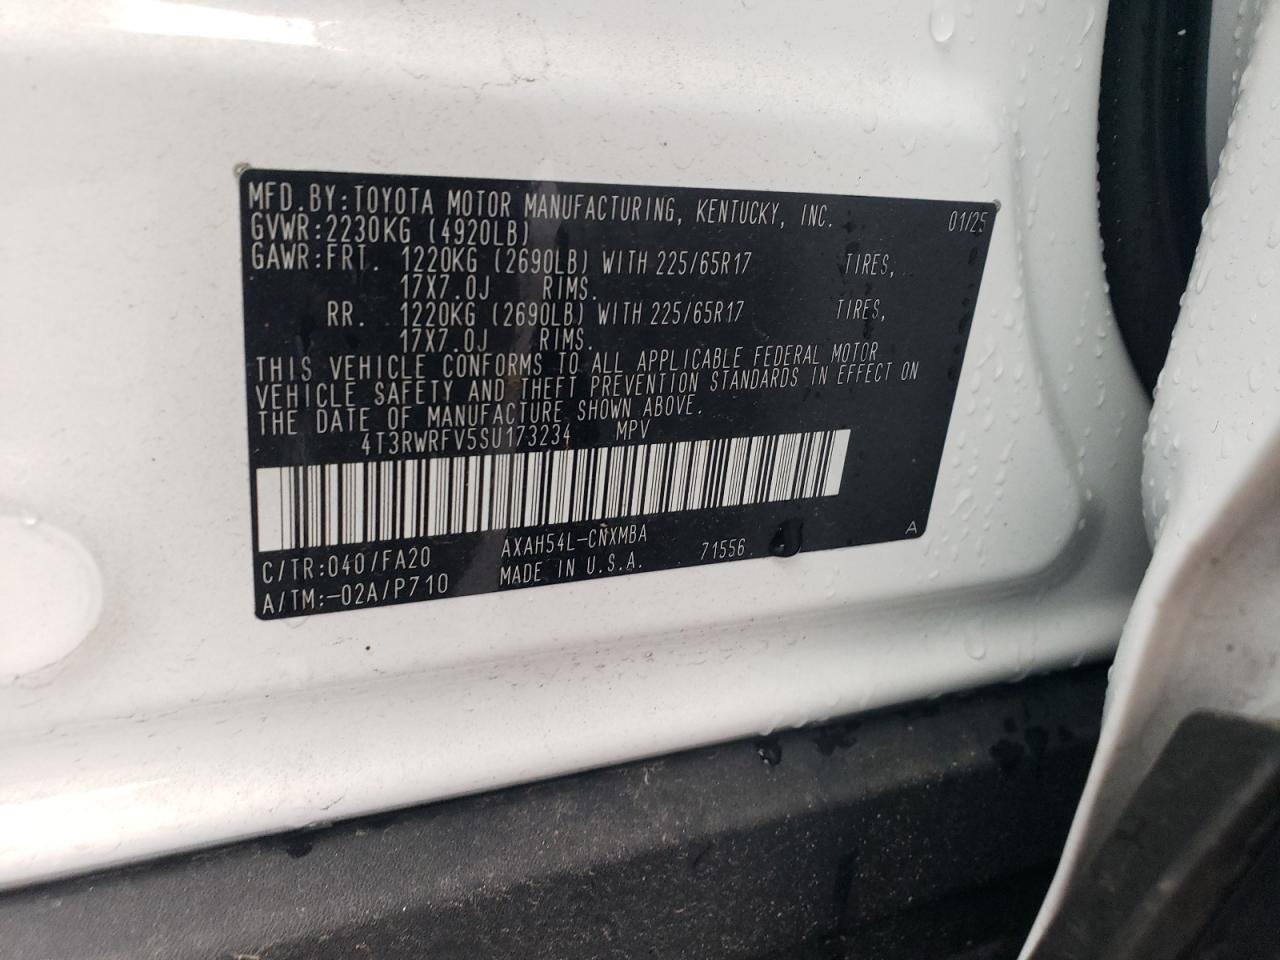 MFD. BY: TOYOTA MOTOR MANUFACTURING, KENTUCKY, INC. 01/25
GVWR: 2230KG (4920LB)
GAWR: FRT. 1220KG (2690LB) WITH 225/65R17 TIRES,
17X7.0J RIMS.
RR. 1220KG (2690LB) WITH 225/65R17 TIRES,
17X7.0J RIMS.
THIS VEHICLE CONFORMS TO ALL APPLICABLE FEDERAL MOTOR
VEHICLE SAFETY AND THEFT PREVENTION STANDARDS IN EFFECT ON
THE DATE OF MANUFACTURE SHOWN ABOVE.
4T3RWRFV5SU173234 MPV
C/TR: 040/FA20 AXAH54L-CNXMBA A
A/TM: -02A/P710 MADE IN U.S.A. 71556